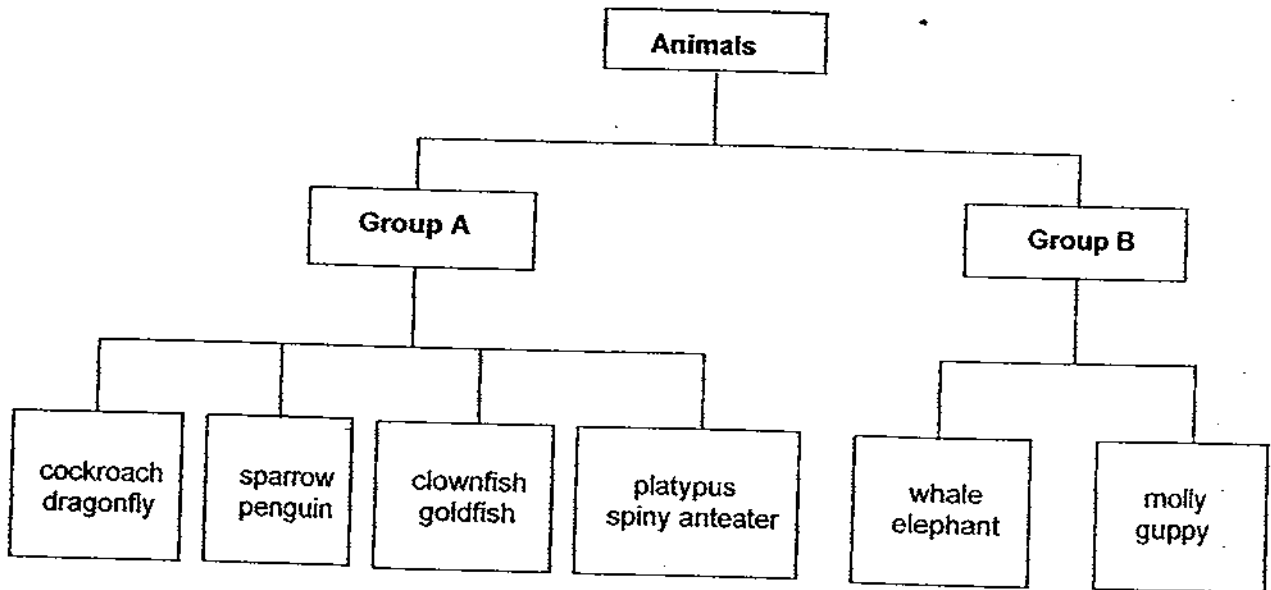 Animals
Group A
Group B
cockroach
dragonfly
sparrow
penguin
clownfish
goldfish
platypus
spiny anteater
whale
elephant
molly
guppy